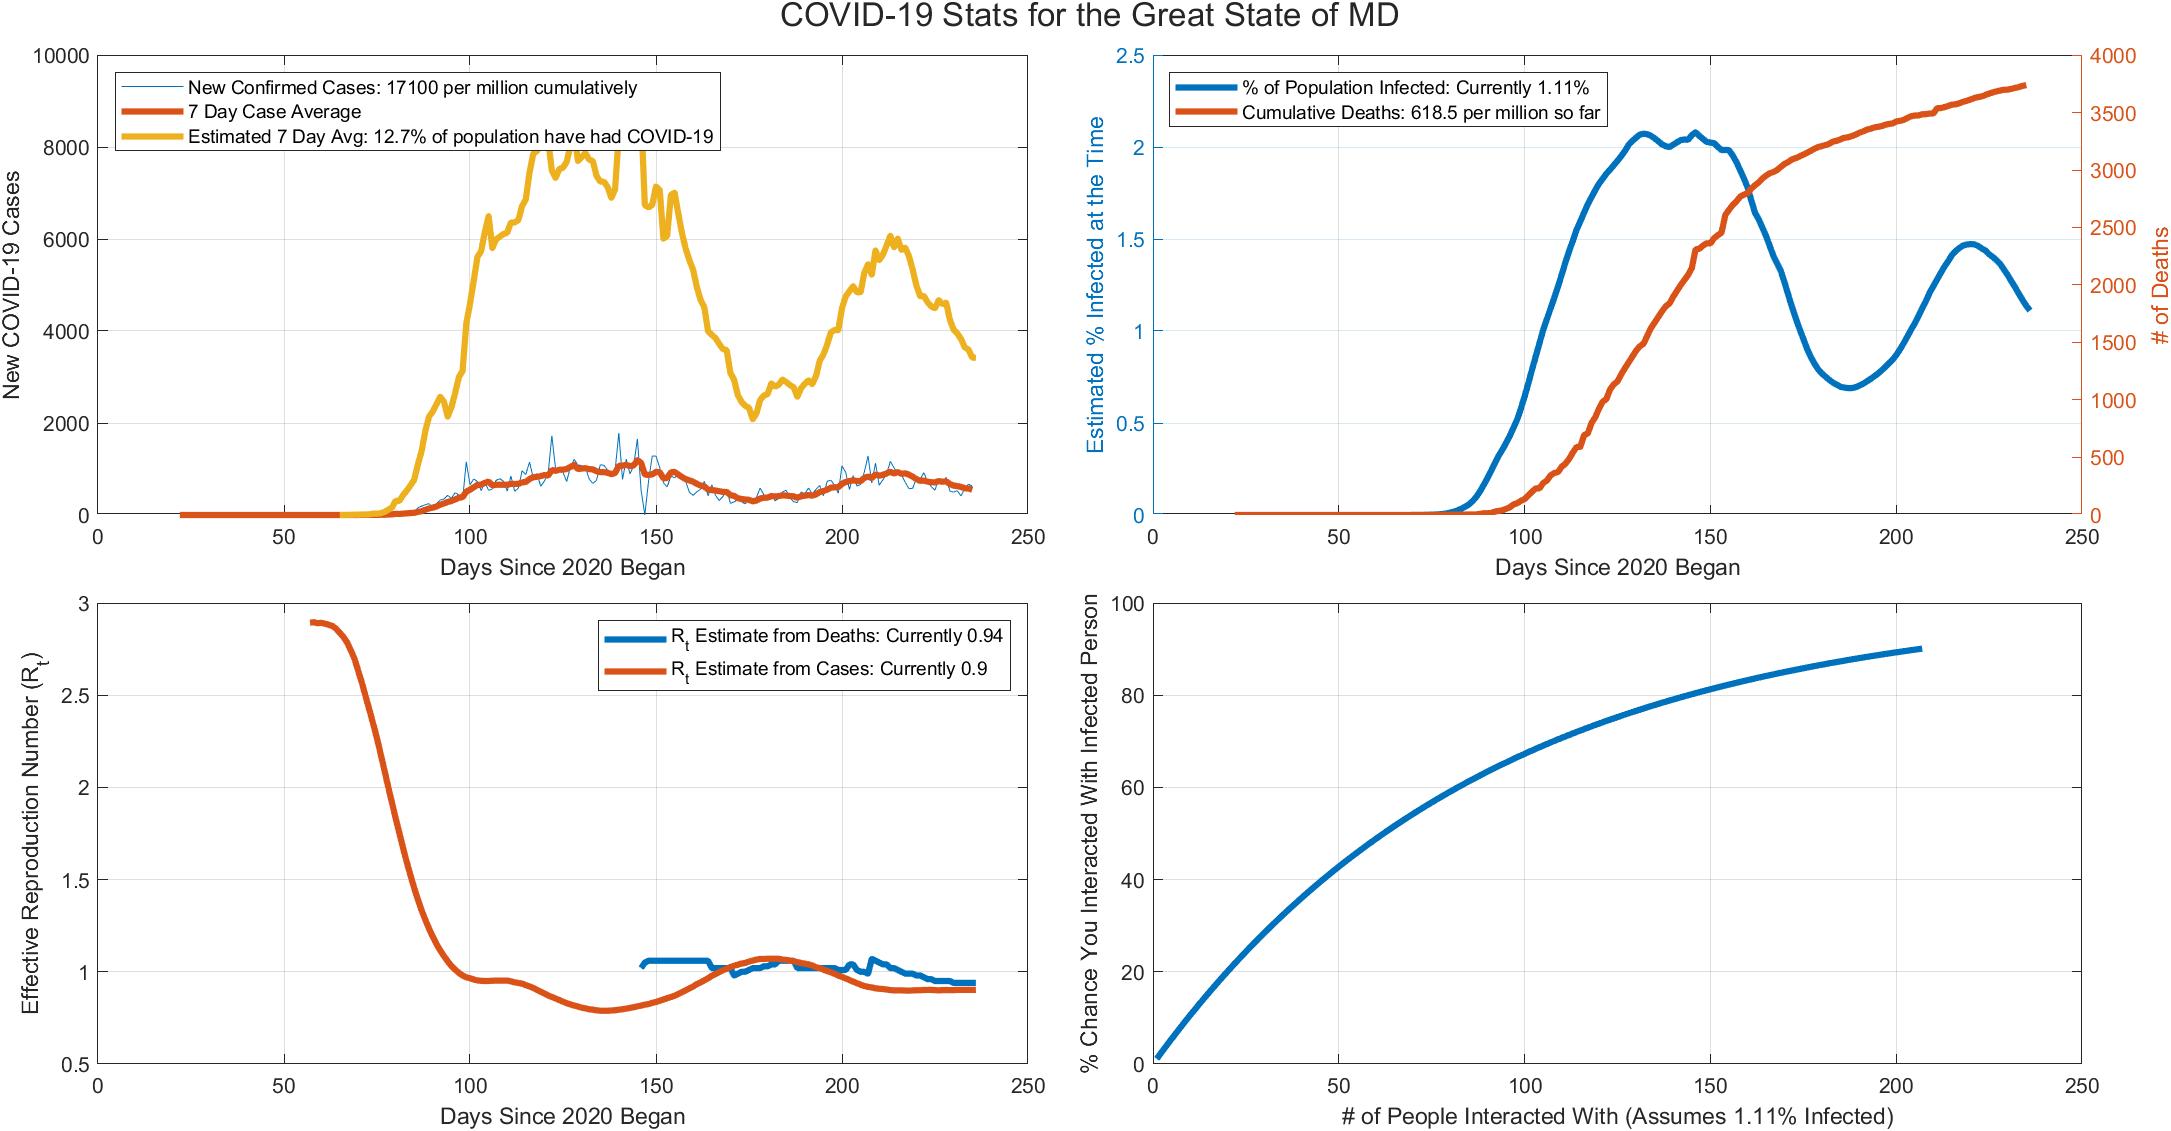 COVID-19 Stats for the Great State of MD
New COVID-19 Cases
10000
8000
6000
4000
2000
0
New Confirmed Cases: 17100 per million cumulatively
7 Day Case Average
Estimated 7 Day Avg: 12.7% of population have had COVID-19
0 50 100 150 200 250
Days Since 2020 Began
Estimated % Infected at the Time
2.5
2
1.5
1
0.5
0
% of Population Infected: Currently 1.11%
Cumulative Deaths: 618.5 per million so far
4000
3500
3000
2500
2000
1500
1000
500
0
# of Deaths
0 50 100 150 200 250
Days Since 2020 Began
Effective Reproduction Number (Rt)
3
2.5
2
1.5
1
0.5
Rt Estimate from Deaths: Currently 0.94
Rt Estimate from Cases: Currently 0.9
0 50 100 150 200 250
Days Since 2020 Began
% Chance You Interacted With Infected Person
100
80
60
40
20
0
0 50 100 150 200 250
# of People Interacted With (Assumes 1.11% Infected)